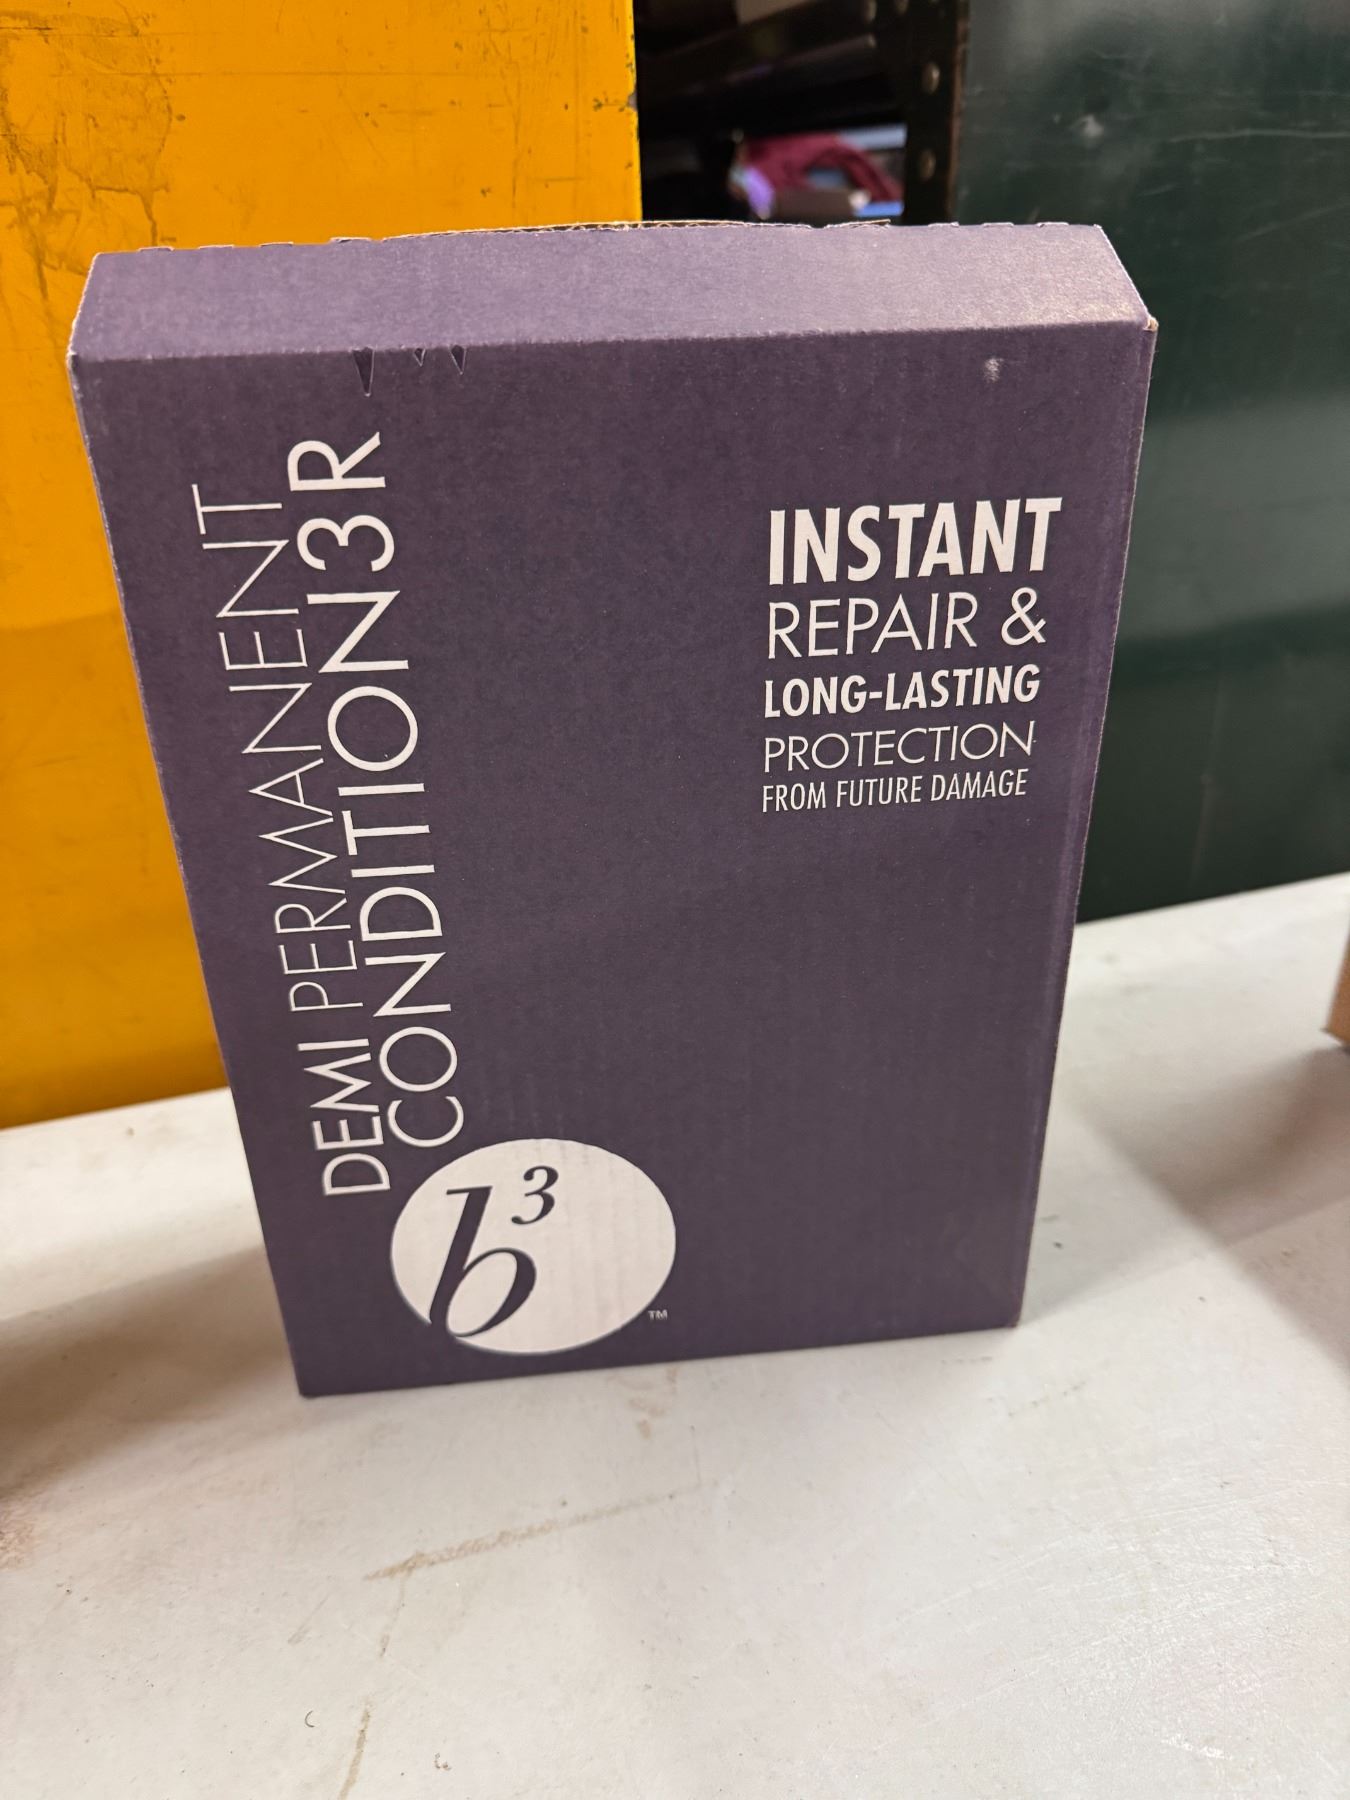 DEMI PERMANENT
CONDITION3R
INSTANT
REPAIR &
LONG-LASTING
PROTECTION
FROM FUTURE DAMAGE
b³
™